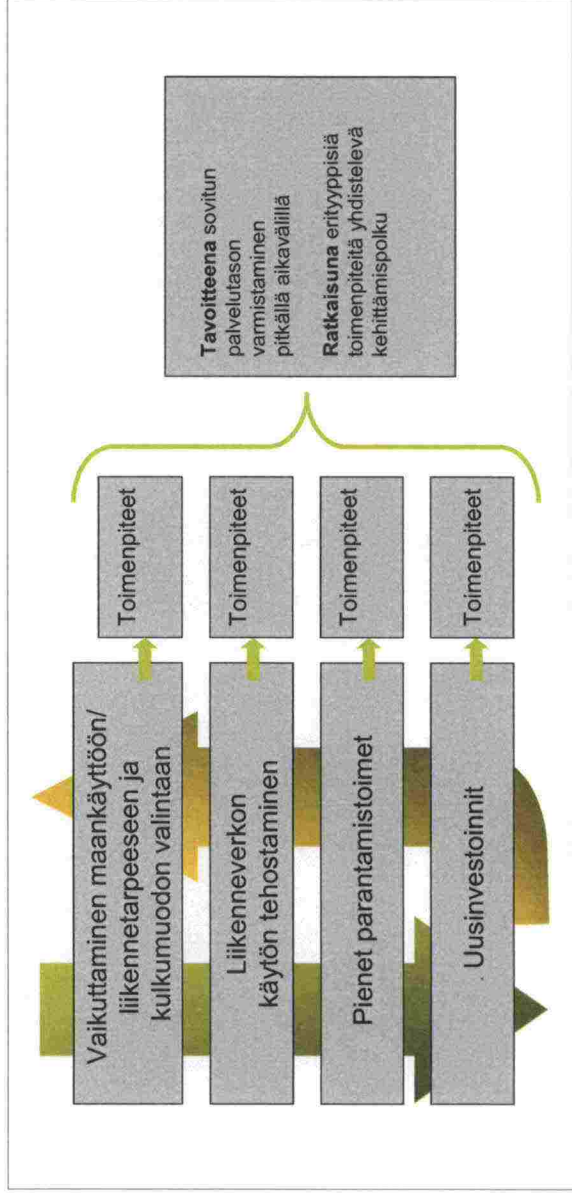 Vaikuttaminen maankäyttöön/
liikennetarpeeseen ja
kulkumuodon valintaan
Toimenpiteet
Liikenneverkon
käytön tehostaminen
Toimenpiteet
Pienet parantamistoimet
Toimenpiteet
Uusinvestoinnit
Toimenpiteet
Tavoitteena sovitun
palvelutason
varmistaminen
pitkällä aikavälillä
Ratkaisuna erityyppisiä
toimenpiteitä yhdistelevä
kehittämispolku